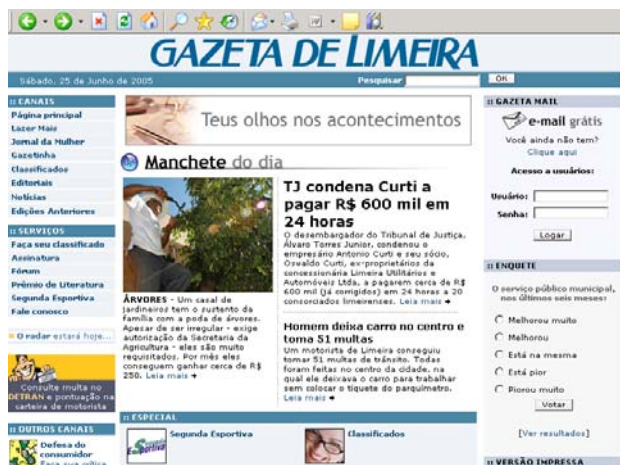 GAZETA DE LIMEIRA
Sábado, 25 de Junho de 2005
Pesquisar
OK
:: CANAIS
Página principal
Lazer Mais
Jornal da Mulher
Gazetinha
Classificados
Editoriais
Notícias
Edições Anteriores
:: SERVIÇOS
Faça seu classificado
Assinatura
Fórum
Prêmio de Literatura
Segunda Esportiva
Fale conosco
O radar estará hoje...
Consulte multa no
DETRAN e pontuação na
carteira de motorista
:: OUTROS CANAIS
Defesa do
consumidor
Faça sua crítica
Teus olhos nos acontecimentos
Manchete do dia
ÁRVORES - Um casal de
jardineiros tem o sustento da
família com a poda de árvores.
Apesar de ser irregular - exige
autorização da Secretaria da
Agricultura - eles são muito
requisitados. Por mês eles
conseguem ganhar cerca de R$
250. Leia mais
TJ condena Curti a
pagar R$ 600 mil em
24 horas
O desembargador do Tribunal de Justiça,
Álvaro Torres Junior, condenou o
empresário Antonio Curti e seu sócio,
Osvaldo Curti, ex-proprietários da
concessionária Limeira Utilitários e
Automóveis Ltda, a pagarem cerca de R$
600 mil (já corrigidos) em 24 horas a 20
consorciados limeirenses. Leia mais
Homem deixa carro no centro e
toma 51 multas
Um motorista de Limeira conseguiu
tomar 51 multas de trânsito. Todas
foram feitas no centro da cidade, na
qual ele deixava o carro para trabalhar
sem colocar o tíquete do parquímetro.
Leia mais
:: ESPECIAL
Segunda Esportiva
Classificados
:: GAZETA MAIL
e-mail grátis
Você ainda não tem?
Clique aqui
Acesso a usuários:
Usuário:
Senha:
Logar
:: ENQUETE
O serviço público municipal,
nos últimos seis meses:
Melhorou muito
Melhorou
Está na mesma
Está pior
Piorou muito
Votar
[Ver resultados]
:: VERSÃO IMPRESSA